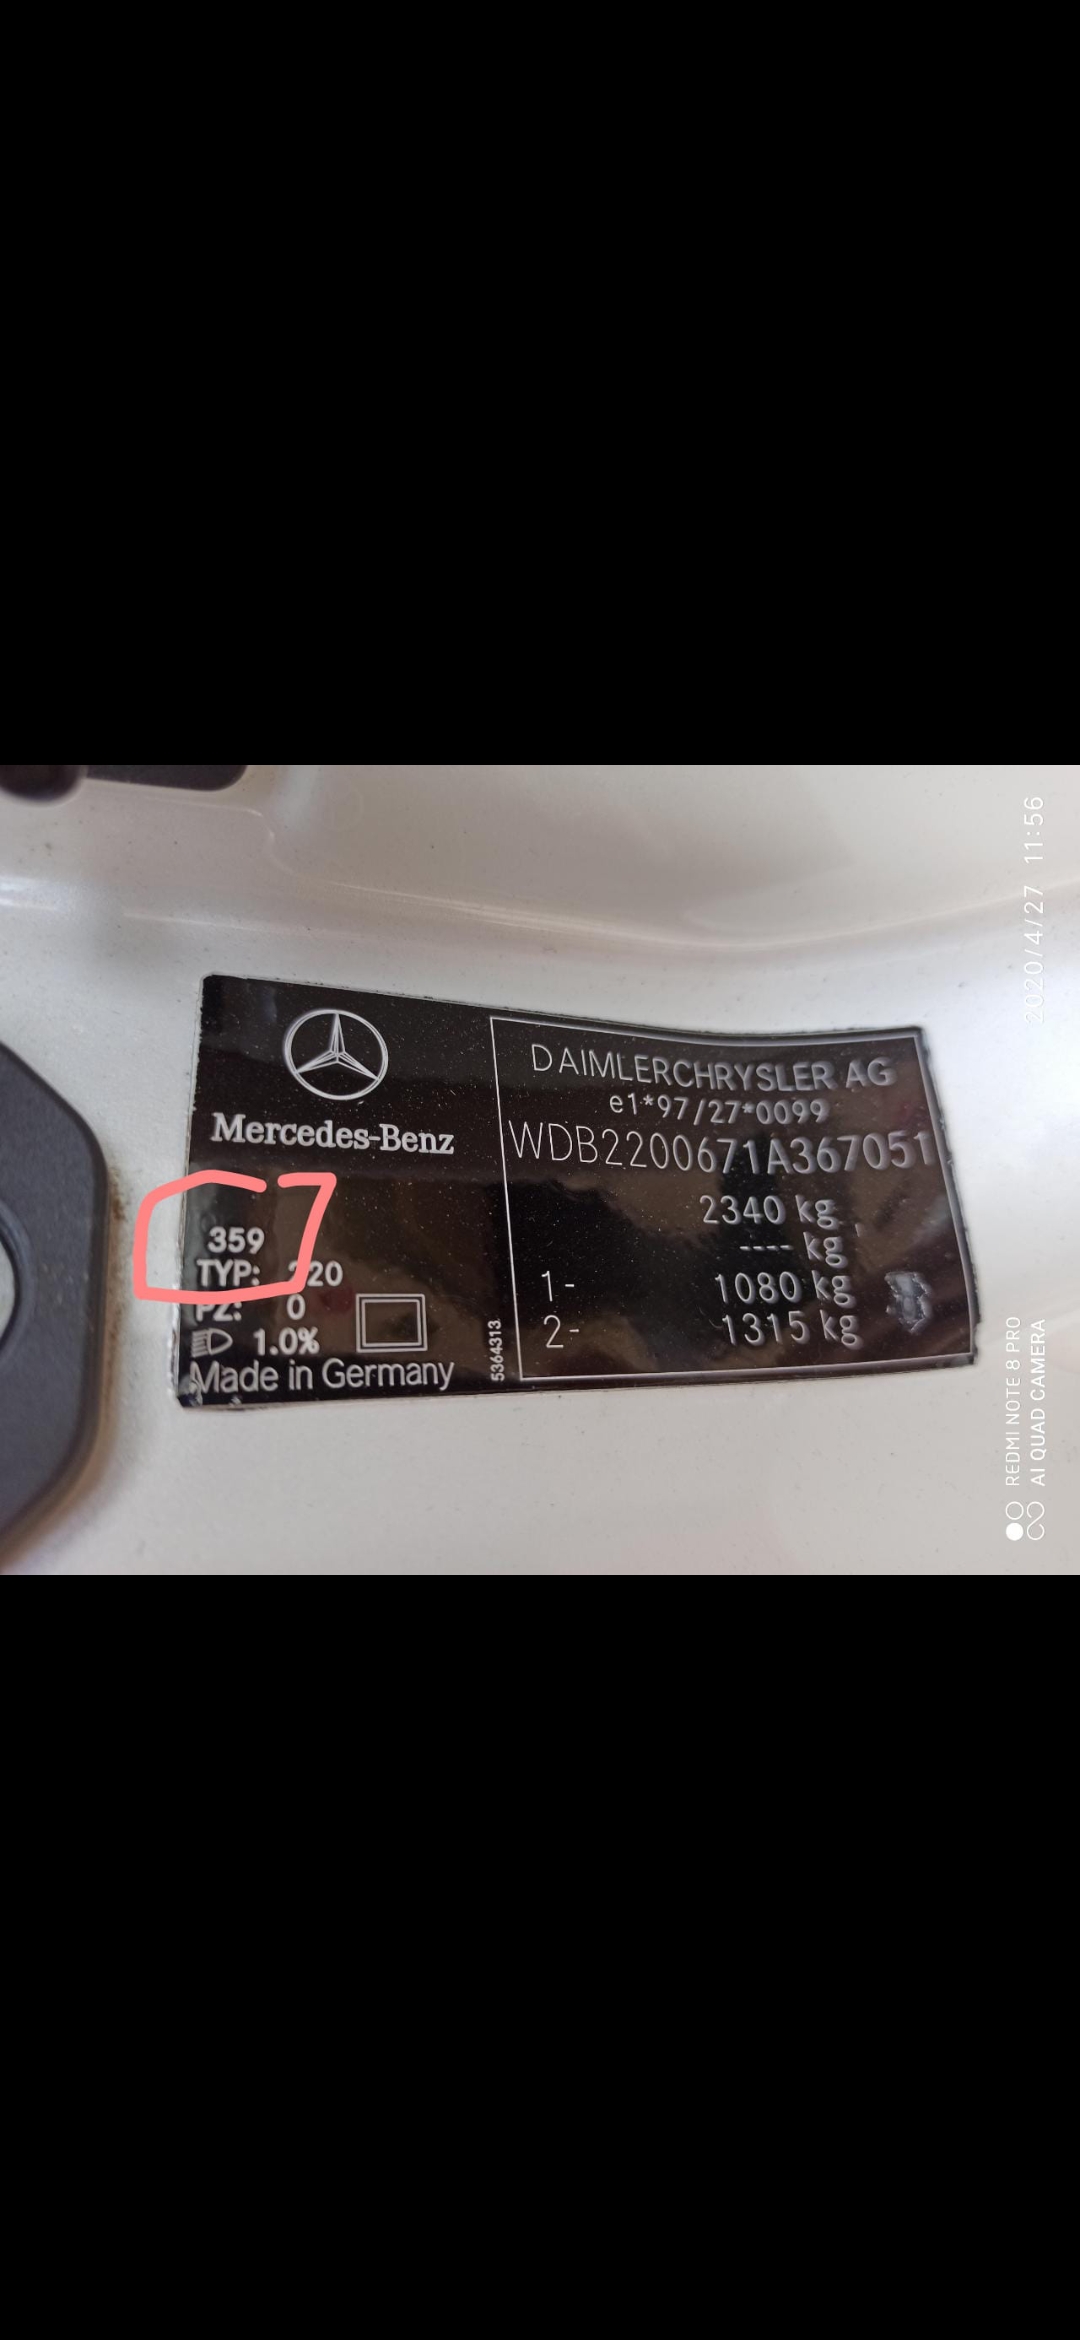 Mercedes-Benz
359
TYP: 220
PZ: 0
1.0%
Made in Germany
5364313
DAIMLERCHRYSLER AG
e1*97/27*0099
WDB2200671A367051
2340 kg
---- kg
1- 1080 kg
2- 1315 kg
2020/4/27 11:56
REDMI NOTE 8 PRO
AI QUAD CAMERA